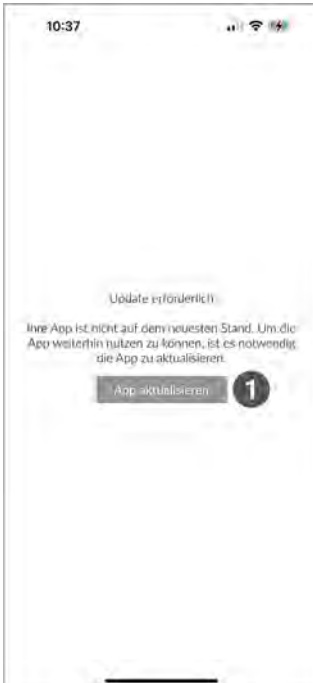 10:37
Update erforderlich
Ihre App ist nicht auf dem neuesten Stand. Um die
App weiterhin nutzen zu können, ist es notwendig
die App zu aktualisieren.
App aktualisieren 1